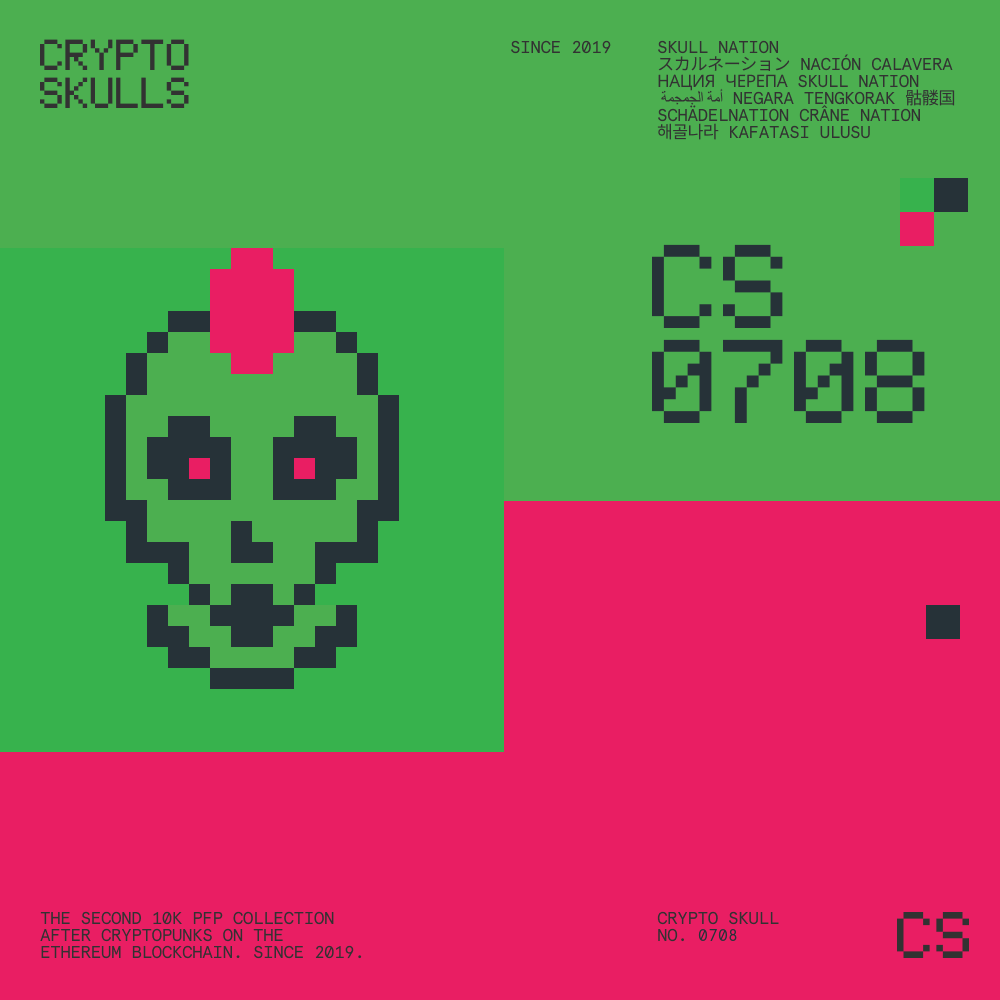 CRYPTO
SKULLS
SINCE 2019
SKULL NATION
スカルネーション NACIÓN CALAVERA
НАЦИЯ ЧЕРЕПА SKULL NATION
أمة الجمجمة NEGARA TENGKORAK 骷髅国
SCHÄDELNATION CRÂNE NATION
해골나라 KAFATASI ULUSU
CS
0708
THE SECOND 10K PFP COLLECTION
AFTER CRYPTOPUNKS ON THE
ETHEREUM BLOCKCHAIN. SINCE 2019.
CRYPTO SKULL
NO. 0708
CS